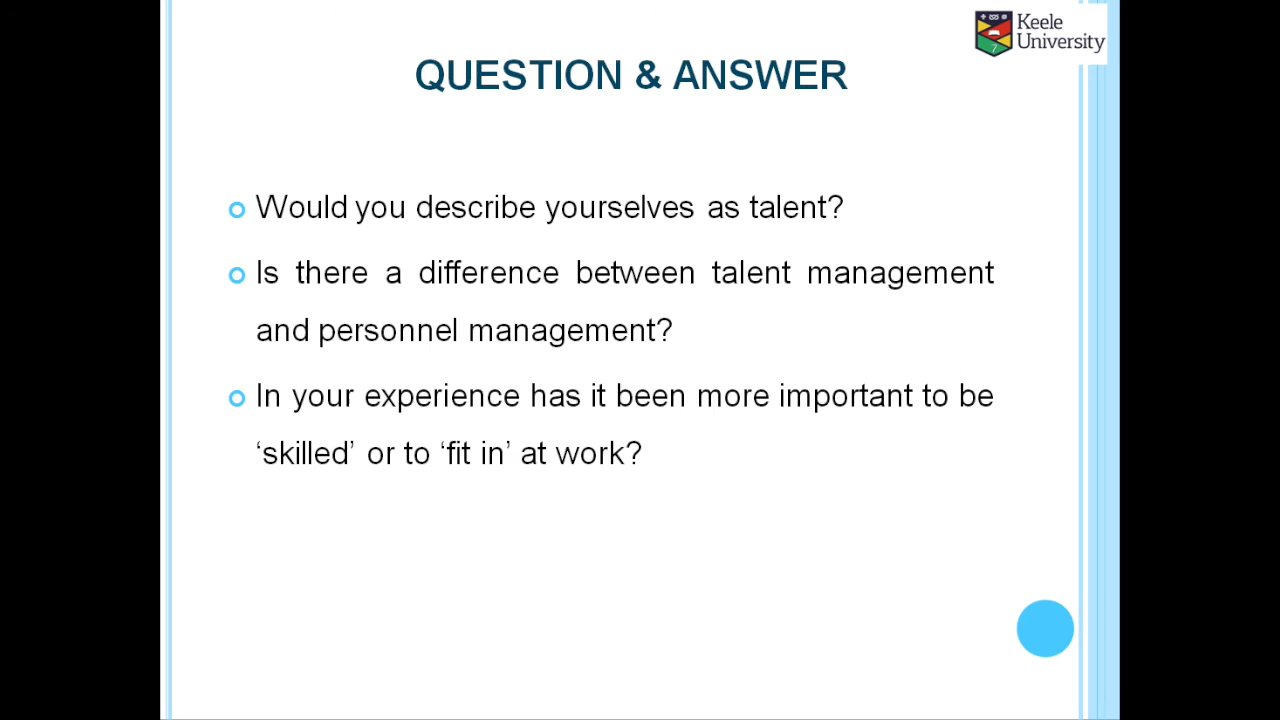 Keele
University
QUESTION & ANSWER
Would you describe yourselves as talent?
Is there a difference between talent management
and personnel management?
In your experience has it been more important to be
‘skilled’ or to ‘fit in’ at work?